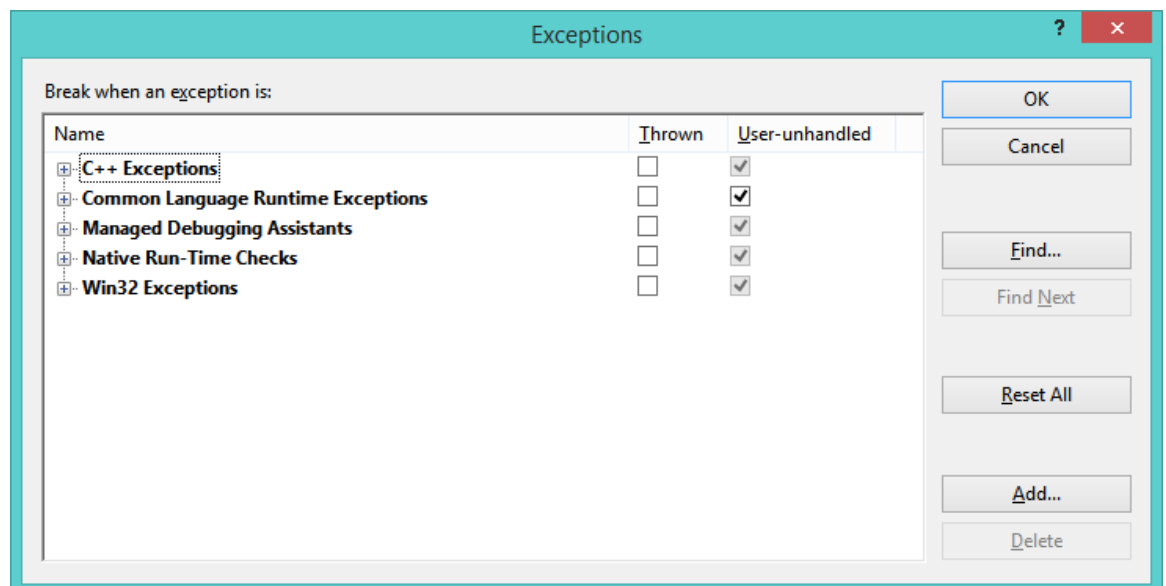 Exceptions
?
Break when an exception is:
OK
Name Thrown User-unhandled
Cancel
C++ Exceptions
Common Language Runtime Exceptions
Managed Debugging Assistants
Find...
Native Run-Time Checks
Win32 Exceptions
Find Next
Reset All
Add...
Delete